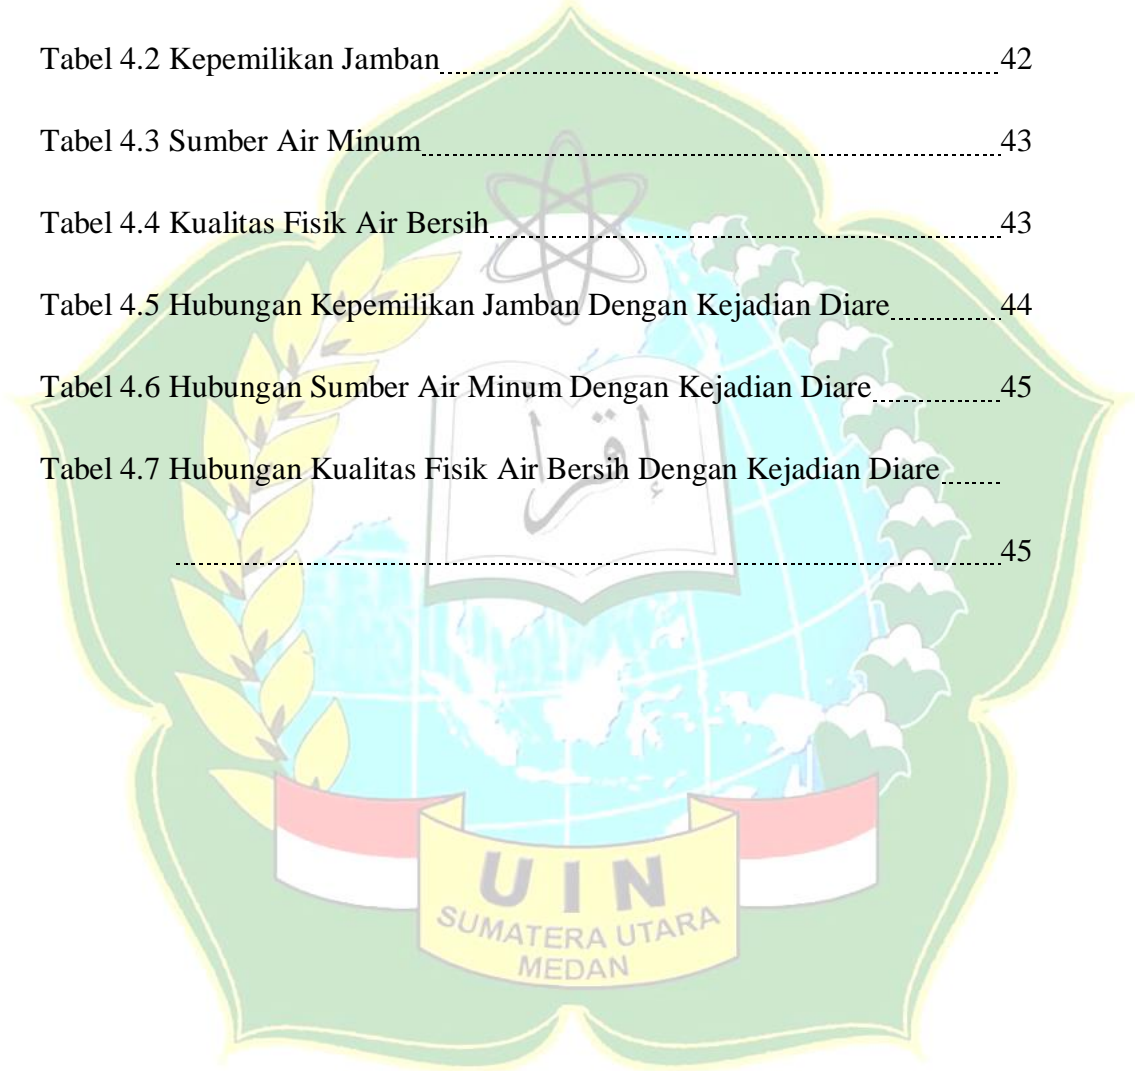 Tabel 4.2 Kepemilikan Jamban 42
Tabel 4.3 Sumber Air Minum 43
Tabel 4.4 Kualitas Fisik Air Bersih 43
Tabel 4.5 Hubungan Kepemilikan Jamban Dengan Kejadian Diare 44
Tabel 4.6 Hubungan Sumber Air Minum Dengan Kejadian Diare 45
Tabel 4.7 Hubungan Kualitas Fisik Air Bersih Dengan Kejadian Diare
45
إقرأ
UIN
SUMATERA UTARA
MEDAN